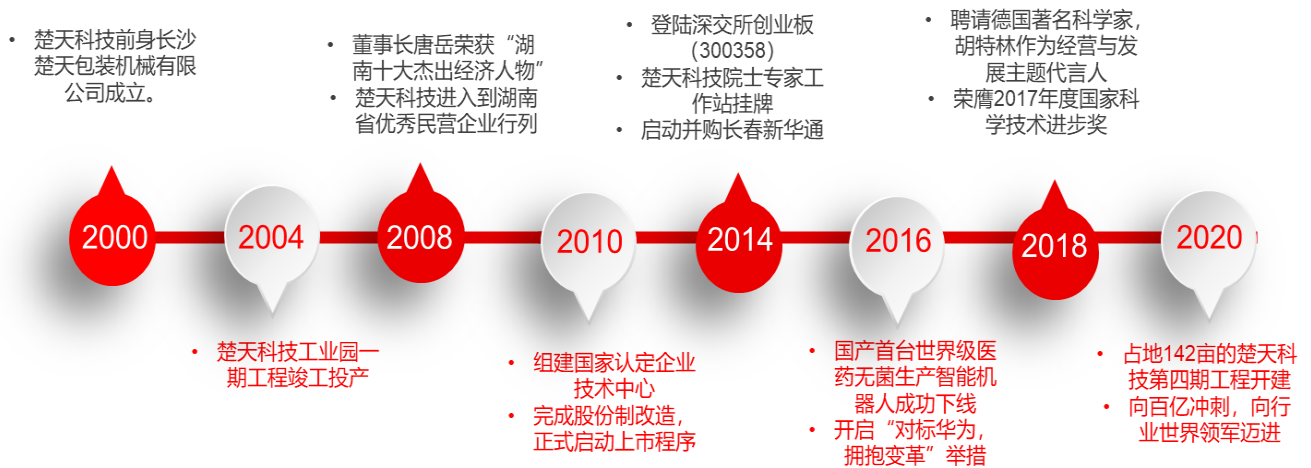 • 楚天科技前身长沙
楚天包装机械有限
公司成立。
• 董事长唐岳荣获“湖
南十大杰出经济人物”
• 楚天科技进入到湖南
省优秀民营企业行列
• 登陆深交所创业板
（300358）
• 楚天科技院士专家工
作站挂牌
• 启动并购长春新华通
• 聘请德国著名科学家，
胡特林作为经营与发
展主题代言人
• 荣膺2017年度国家科
学技术进步奖
2000
2004
2008
2010
2014
2016
2018
2020
• 楚天科技工业园一
期工程竣工投产
• 组建国家认定企业
技术中心
• 完成股份制改造，
正式启动上市程序
• 国产首台世界级医
药无菌生产智能机
器人成功下线
• 开启“对标华为，
拥抱变革”举措
• 占地142亩的楚天科
技第四期工程开建
• 向百亿冲刺，向行
业世界领军迈进